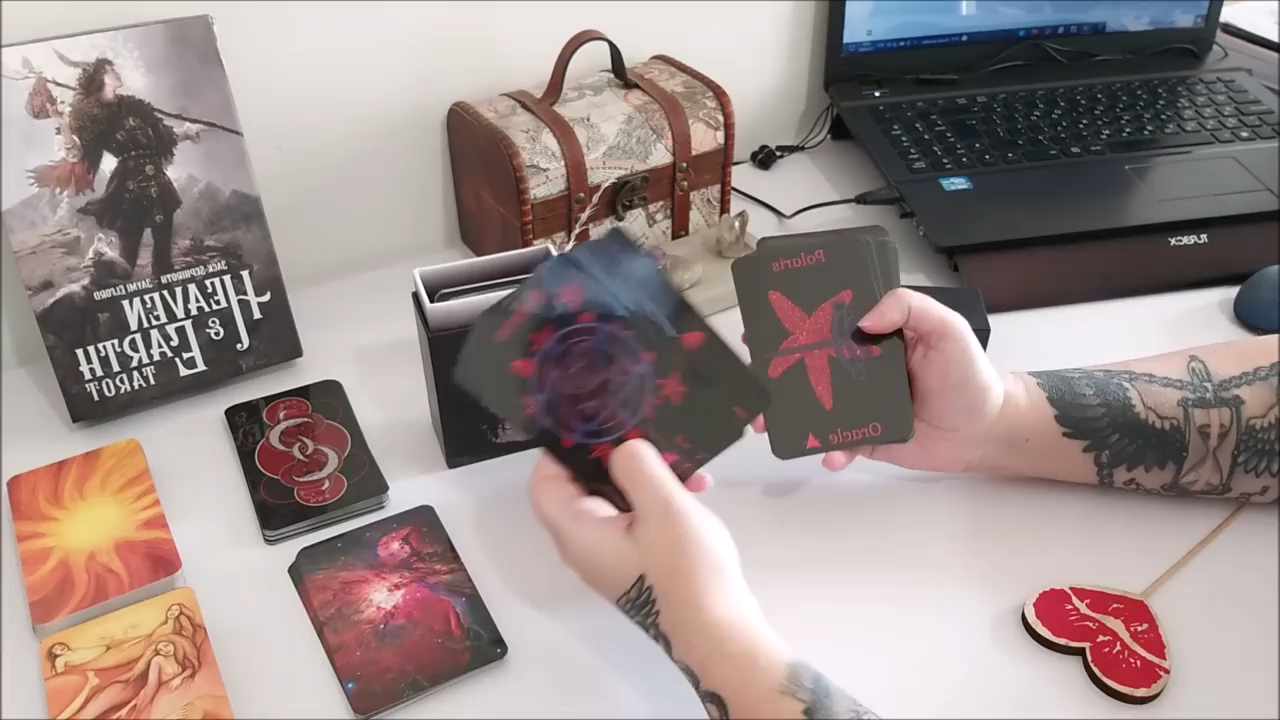 JACK SEPHIROTH · JAYMI ELFORD
HEAVEN
& EARTH
TAROT
Polaris
Oracle
TURBOX